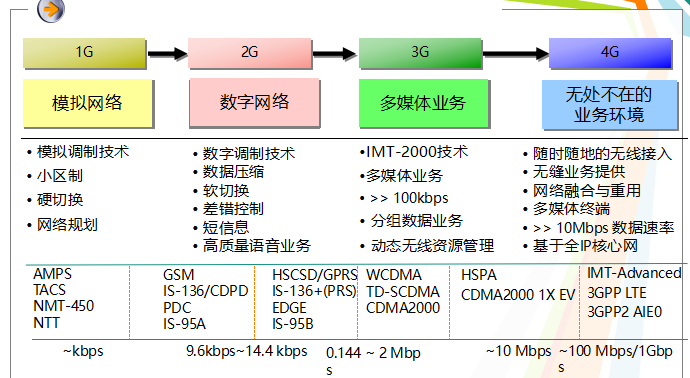 1G
2G
3G
4G
模拟网络
数字网络
多媒体业务
无处不在的
业务环境
• 模拟调制技术
• 小区制
• 硬切换
• 网络规划
• 数字调制技术
• 数据压缩
• 软切换
• 差错控制
• 短信息
• 高质量语音业务
•IMT-2000技术
•多媒体业务
• >> 100kbps
• 分组数据业务
• 动态无线资源管理
• 随时随地的无线接入
• 无缝业务提供
• 网络融合与重用
• 多媒体终端
• >> 10Mbps 数据速率
• 基于全IP核心网
AMPS
TACS
NMT-450
NTT
GSM
IS-136/CDPD
PDC
IS-95A
HSCSD/GPRS
IS-136+(PRS)
EDGE
IS-95B
WCDMA
TD-SCDMA
CDMA2000
HSPA
CDMA2000 1X EV
IMT-Advanced
3GPP LTE
3GPP2 AIE0
~kbps
9.6kbps~14.4 kbps
0.144 ~ 2 Mbp
s
~10 Mbps
~100 Mbps/1Gbp
s